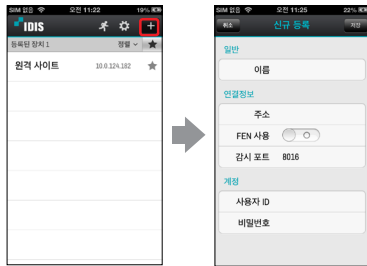 SIM 없음 오전 11:22 19%
IDIS
등록된 장치 1 정렬
원격 사이트 10.0.124.182
SIM 없음 오전 11:25 22%
취소 신규 등록 저장
일반
이름
연결정보
주소
FEN 사용
감시 포트 8016
계정
사용자 ID
비밀번호